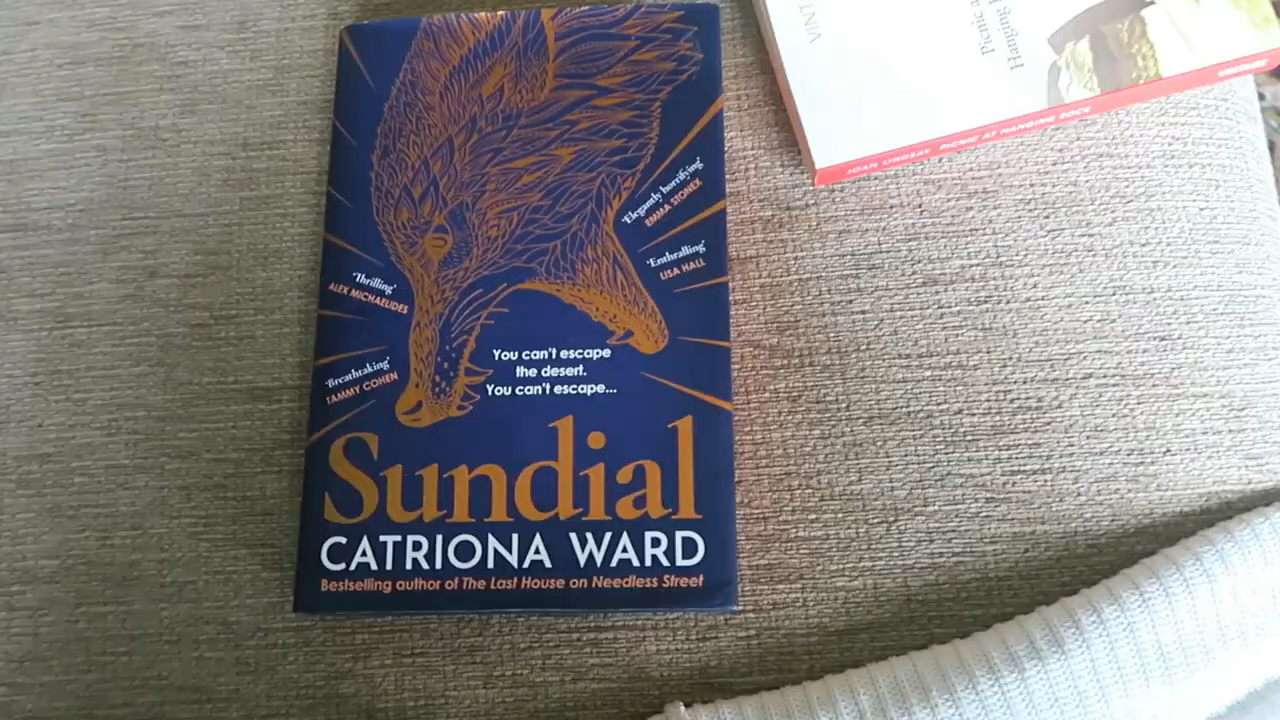 'Elegantly horrifying'
EMMA STONEX
'Enthralling'
LISA HALL
'Thrilling'
ALEX MICHAELIDES
'Breathtaking'
TAMMY COHEN
You can't escape
the desert.
You can't escape...
Sundial
CATRIONA WARD
Bestselling author of The Last House on Needless Street
VINT
Picnic a
Hanging
JOAN LINDSAY PICNIC AT HANGING ROCK